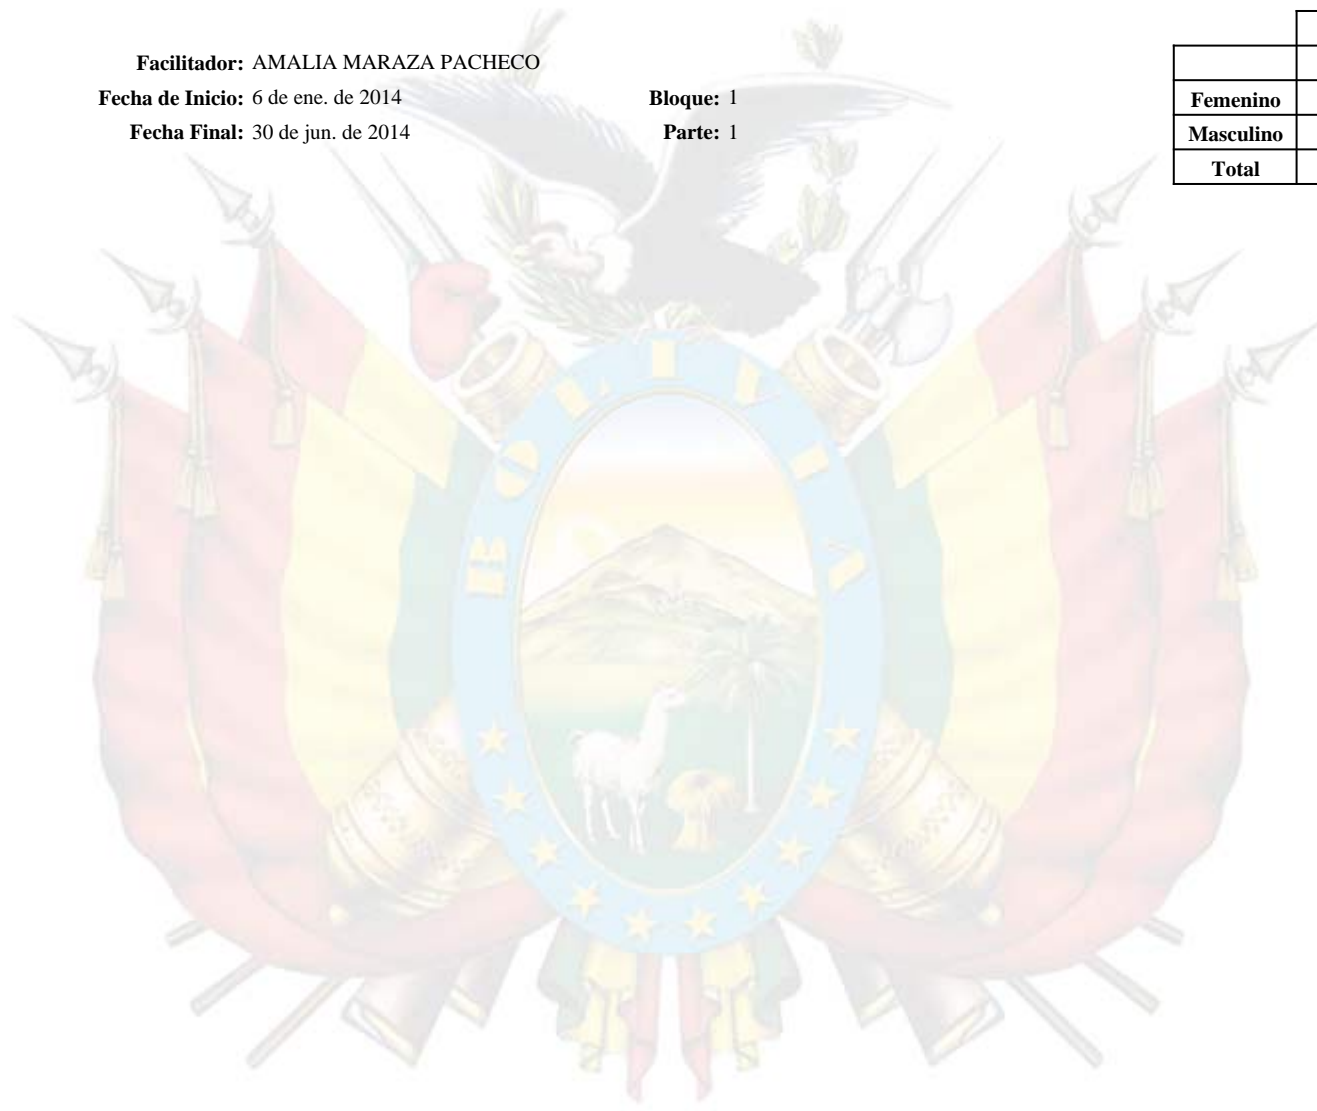 Facilitador: AMALIA MARAZA PACHECO
Fecha de Inicio: 6 de ene. de 2014 Bloque: 1
Fecha Final: 30 de jun. de 2014 Parte: 1
Femenino
Masculino
Total
BOLIVIA